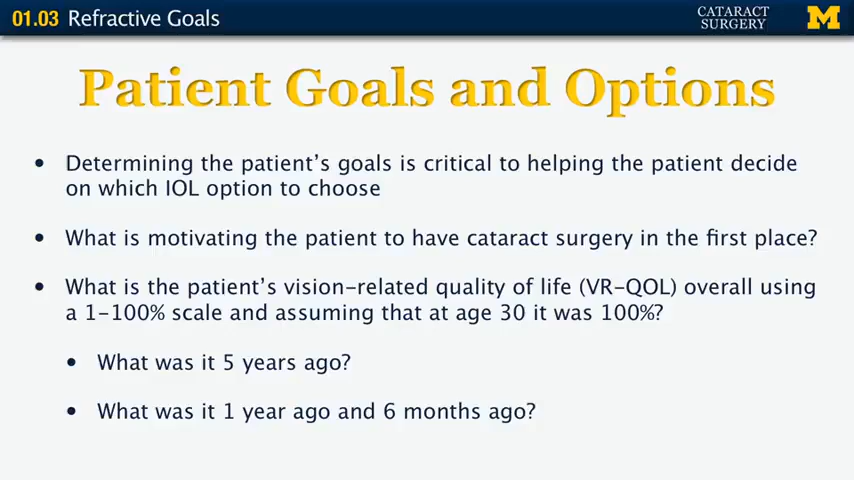 01.03 Refractive Goals
CATARACT
SURGERY
M
Patient Goals and Options
• Determining the patient's goals is critical to helping the patient decide
on which IOL option to choose
• What is motivating the patient to have cataract surgery in the first place?
• What is the patient's vision-related quality of life (VR-QOL) overall using
a 1-100% scale and assuming that at age 30 it was 100%?
• What was it 5 years ago?
• What was it 1 year ago and 6 months ago?